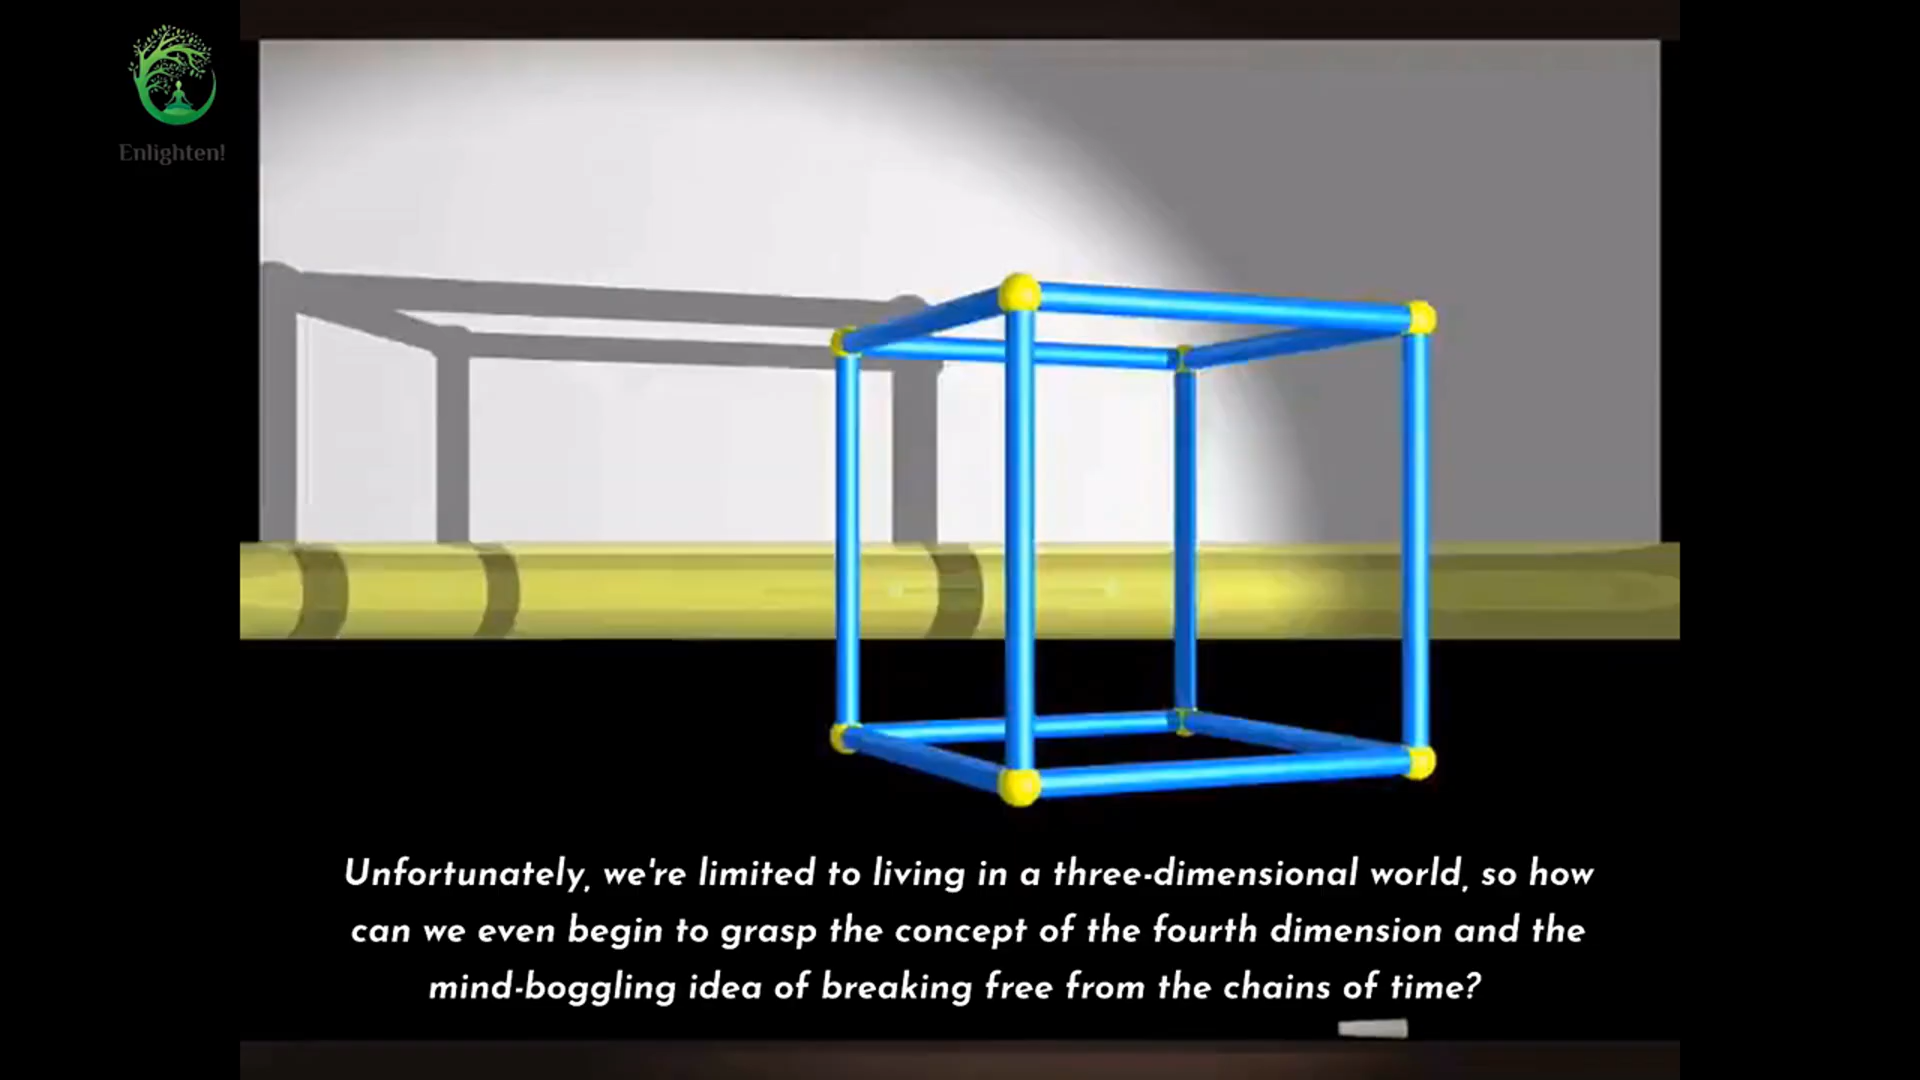 Enlighten!
Unfortunately, we're limited to living in a three-dimensional world, so how
can we even begin to grasp the concept of the fourth dimension and the
mind-boggling idea of breaking free from the chains of time?